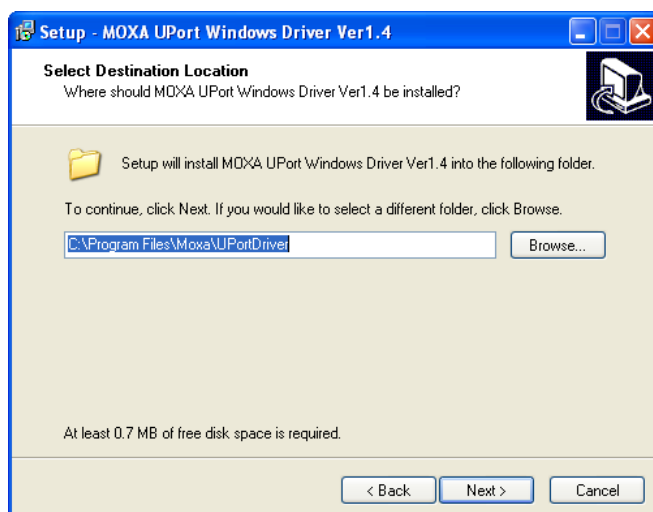 Setup - MOXA UPort Windows Driver Ver1.4
Select Destination Location
Where should MOXA UPort Windows Driver Ver1.4 be installed?
Setup will install MOXA UPort Windows Driver Ver1.4 into the following folder.
To continue, click Next. If you would like to select a different folder, click Browse.
C:\Program Files\Moxa\UPortDriver
Browse...
At least 0.7 MB of free disk space is required.
< Back
Next >
Cancel